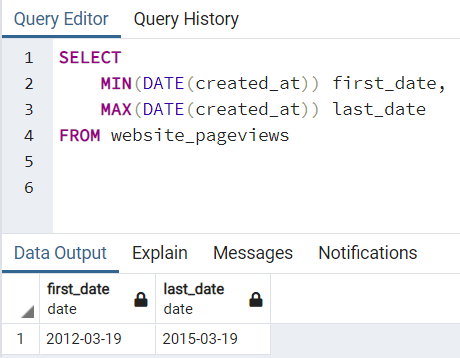 Query Editor Query History
1 SELECT
2 MIN(DATE(created_at)) first_date,
3 MAX(DATE(created_at)) last_date
4 FROM website_pageviews
5
6
Data Output Explain Messages Notifications
first_date last_date
date date
1 2012-03-19 2015-03-19